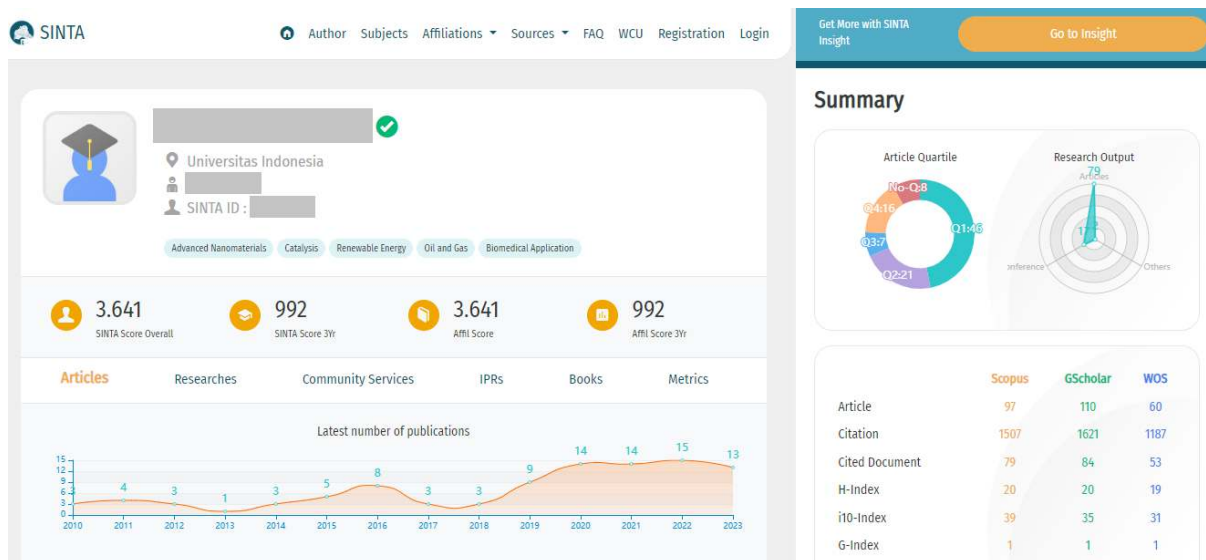 SINTA
Author Subjects Affiliations Sources FAQ WCU Registration Login
Get More with SINTA
Insight
Go to Insight
Universitas Indonesia
SINTA ID :
Advanced Nanomaterials Catalysis Renewable Energy Oil and Gas Biomedical Application
3.641
SINTA Score Overall
992
SINTA Score 3Yr
3.641
Affil Score
992
Affil Score 3Yr
Articles Researches Community Services IPRs Books Metrics
Latest number of publications
15
12
9
6
3
0
3 4 3 1 3 5 8 3 3 9 14 14 15 13
2010 2011 2012 2013 2014 2015 2016 2017 2018 2019 2020 2021 2022 2023
Summary
Article Quartile
No-Q:8
Q4:16
Q1:46
Q3:7
Q2:21
Research Output
79
Articles
onference
Others
Scopus GScholar WOS
Article 97 110 60
Citation 1507 1621 1187
Cited Document 79 84 53
H-Index 20 20 19
i10-Index 39 35 31
G-Index 1 1 1